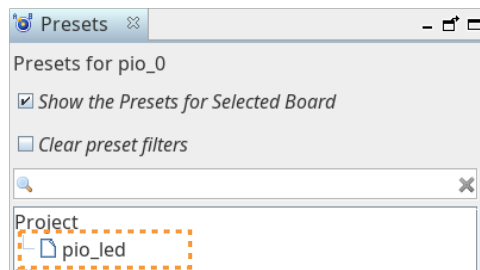 Presets
Presets for pio_0
Show the Presets for Selected Board
Clear preset filters
Project
pio_led